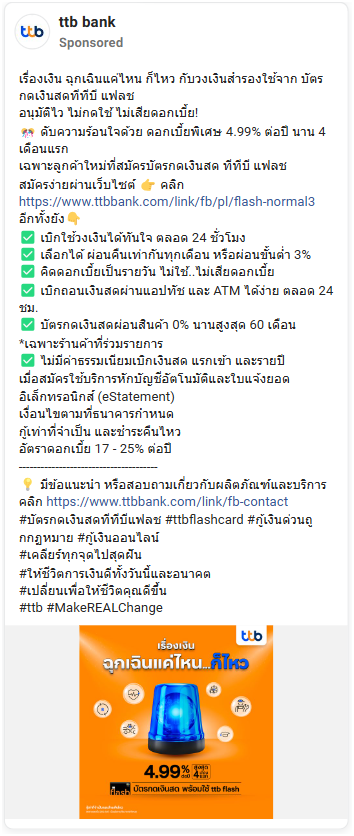 ttb
ttb bank
Sponsored
เรื่องเงิน ฉุกเฉินแค่ไหน ก็ไหว กับวงเงินสำรองใช้จาก บัตร
กดเงินสดทีทีบี แฟลช
อนุมัติไว ไม่กดใช้ ไม่เสียดอกเบี้ย!
🎊 ดับความร้อนใจด้วย ดอกเบี้ยพิเศษ 4.99% ต่อปี นาน 4
เดือนแรก
เฉพาะลูกค้าใหม่ที่สมัครบัตรกดเงินสด ทีทีบี แฟลช
สมัครง่ายผ่านเว็บไซต์ 👉 คลิก
https://www.ttbbank.com/link/fb/pl/flash-normal3
อีกทั้งยัง👇
✅ เบิกใช้วงเงินได้ทันใจ ตลอด 24 ชั่วโมง
✅ เลือกได้ ผ่อนคืนเท่ากันทุกเดือน หรือผ่อนขั้นต่ำ 3%
✅ คิดดอกเบี้ยเป็นรายวัน ไม่ใช้..ไม่เสียดอกเบี้ย
✅ เบิกถอนเงินสดผ่านแอปทัช และ ATM ได้ง่าย ตลอด 24
ชม.
✅ บัตรกดเงินสดผ่อนสินค้า 0% นานสูงสุด 60 เดือน
*เฉพาะร้านค้าที่ร่วมรายการ
✅ ไม่มีค่าธรรมเนียมเบิกเงินสด แรกเข้า และรายปี
เมื่อสมัครใช้บริการหักบัญชีอัตโนมัติและใบแจ้งยอด
อิเล็กทรอนิกส์ (eStatement)
เงื่อนไขตามที่ธนาคารกำหนด
กู้เท่าที่จำเป็น และชำระคืนไหว
อัตราดอกเบี้ย 17 - 25% ต่อปี
--------------------------------------
💡 มีข้อแนะนำ หรือสอบถามเกี่ยวกับผลิตภัณฑ์และบริการ
คลิก https://www.ttbbank.com/link/fb-contact
#บัตรกดเงินสดทีทีบีแฟลช #ttbflashcard #กู้เงินด่วนถู
กกฎหมาย #กู้เงินออนไลน์
#เคลียร์ทุกจุดไปสุดฝัน
#ให้ชีวิตการเงินดีทั้งวันนี้และอนาคต
#เปลี่ยนเพื่อให้ชีวิตคุณดีขึ้น
#ttb #MakeREALChange
ttb
เรื่องเงิน
ฉุกเฉินแค่ไหน...ก็ไหว
4.99% ต่อปี สูงสุด 4 เดือนแรก
flash บัตรกดเงินสด พร้อมใช้ ttb flash